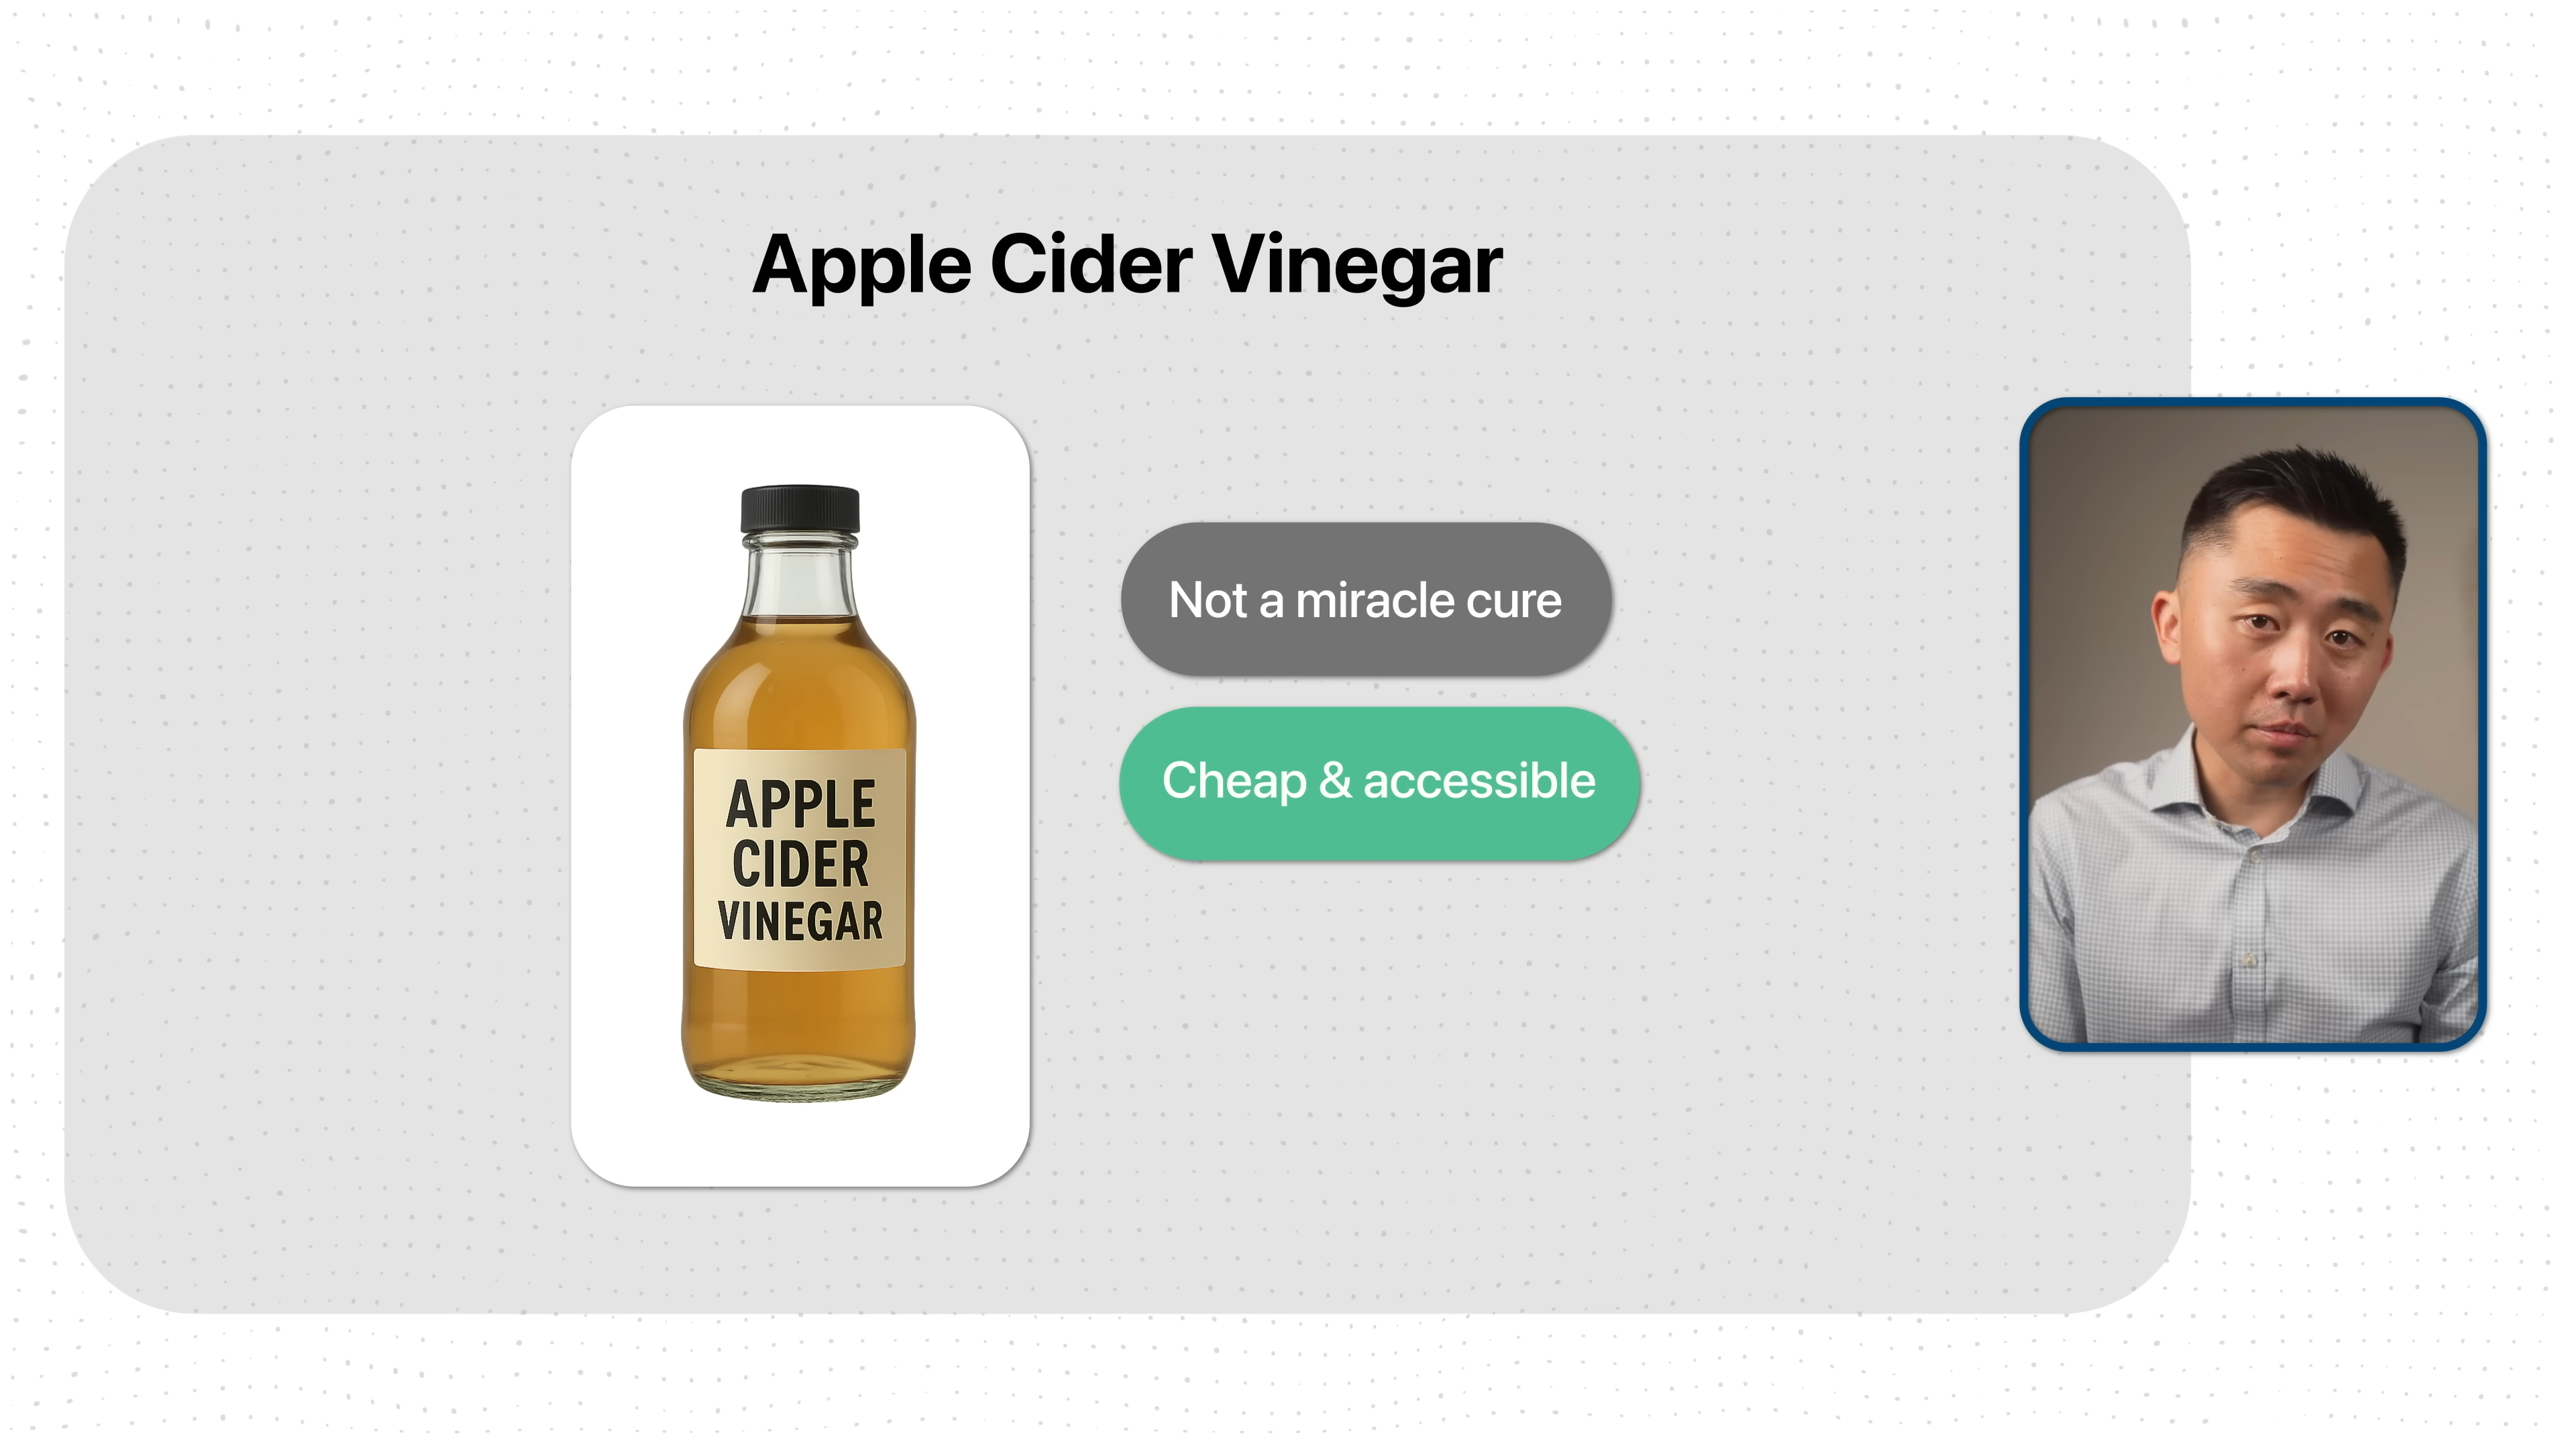 Apple Cider Vinegar
APPLE
CIDER
VINEGAR
Not a miracle cure
Cheap & accessible